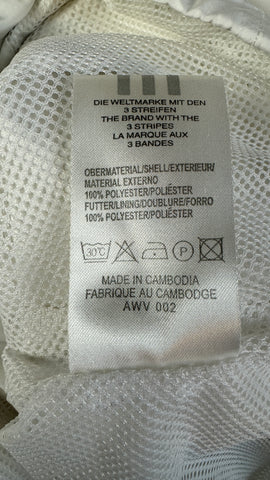 DIE WELTMARKE MIT DEN
3 STREIFEN
THE BRAND WITH THE
3 STRIPES
LA MARQUE AUX
3 BANDES
OBERMATERIAL/SHELL/EXTERIEUR/
MATERIAL EXTERNO
100% POLYESTER/POLIÉSTER
FUTTER/LINING/DOUBLURE/FORRO
100% POLYESTER/POLIÉSTER
30°C P
MADE IN CAMBODIA
FABRIQUE AU CAMBODGE
AWV 002